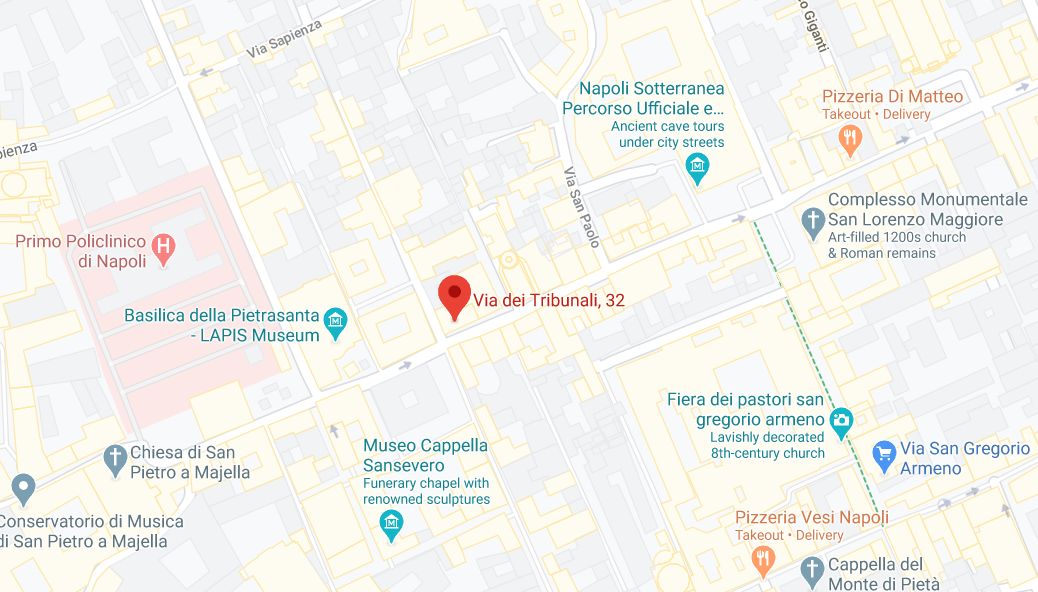 Via Sapienza
so Giganti
Napoli Sotterranea
Percorso Ufficiale e...
Ancient cave tours
under city streets
Pizzeria Di Matteo
Takeout • Delivery
pienza
Via San Paolo
Complesso Monumentale
San Lorenzo Maggiore
Art-filled 1200s church
& Roman remains
Primo Policlinico
di Napoli
Via dei Tribunali, 32
Basilica della Pietrasanta
- LAPIS Museum
Fiera dei pastori san
gregorio armeno
Lavishly decorated
8th-century church
Museo Cappella
Sansevero
Funerary chapel with
renowned sculptures
Chiesa di San
Pietro a Majella
Via San Gregorio
Armeno
Conservatorio di Musica
di San Pietro a Majella
Pizzeria Vesi Napoli
Takeout • Delivery
Cappella del
Monte di Pietà